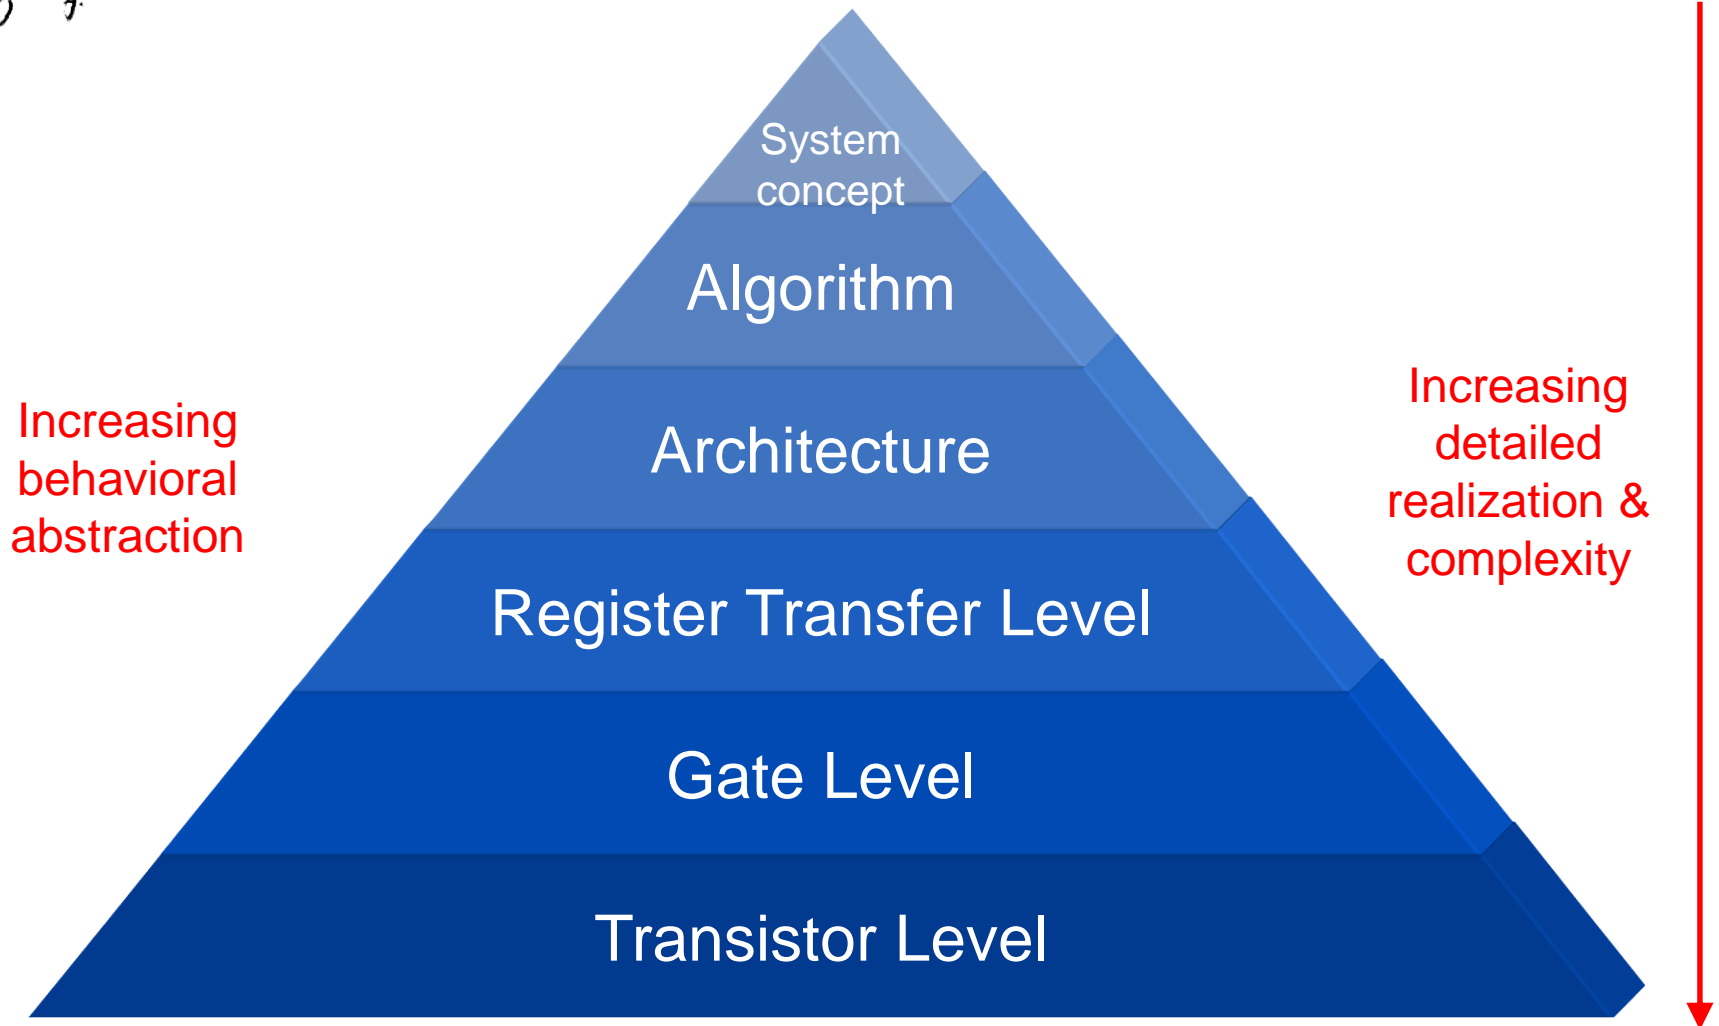 System
concept
Algorithm
Architecture
Register Transfer Level
Gate Level
Transistor Level
Increasing
behavioral
abstraction
Increasing
detailed
realization &
complexity